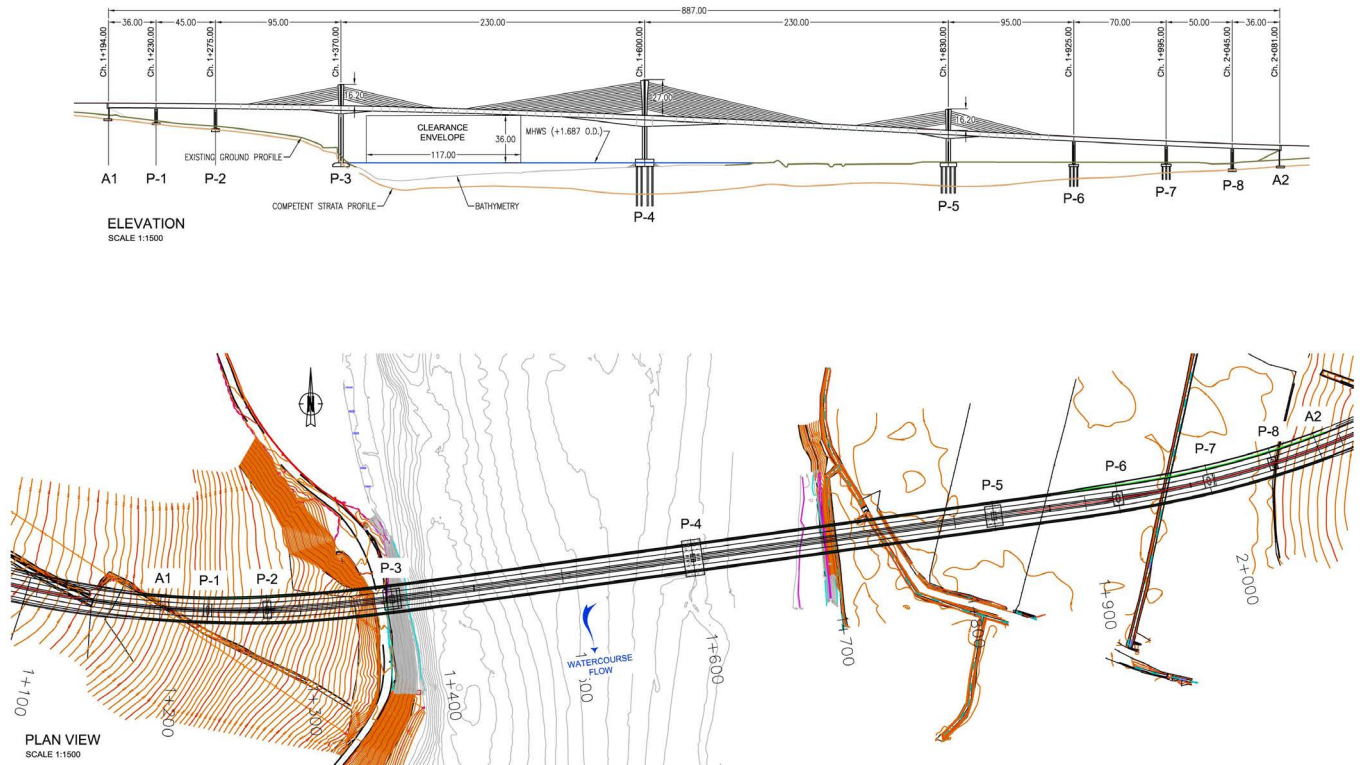 887.00
36.00
45.00
95.00
230.00
230.00
95.00
70.00
50.00
36.00
Ch. 1+194.00
Ch. 1+230.00
Ch. 1+275.00
Ch. 1+370.00
Ch. 1+600.00
Ch. 1+830.00
Ch. 1+925.00
Ch. 1+995.00
Ch. 2+045.00
Ch. 2+081.00
16.20
27.00
16.20
CLEARANCE
ENVELOPE
36.00
117.00
MHWS (+1.687 O.D.)
EXISTING GROUND PROFILE
A1
P-1
P-2
P-3
P-4
P-5
P-6
P-7
P-8
A2
COMPETENT STRATA PROFILE
BATHYMETRY
ELEVATION
SCALE 1:1500
N
A1
P-1
P-2
P-3
P-4
P-5
P-6
P-7
P-8
A2
WATERCOURSE
FLOW
1+100
1+200
1+300
1+400
1+600
1+900
2+000
PLAN VIEW
SCALE 1:1500